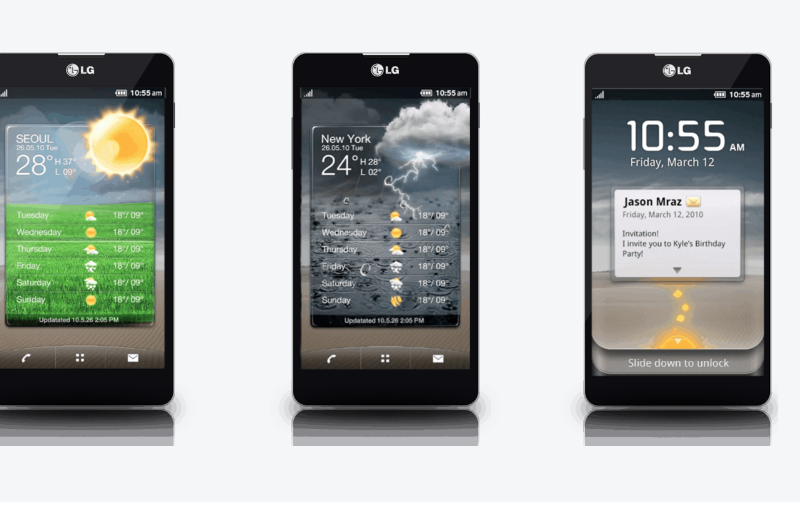 LG
10:55 am
SEOUL
26.05.10 Tue
28° H 37°
L 09°
Tuesday 18°/ 09°
Wednesday 18°/ 09°
Thursday 18°/ 09°
Friday 18°/ 09°
Saturday 18°/ 09°
Sunday 18°/ 09°
Updatated 10.5.26 2:05 PM
LG
10:55 am
New York
26.05.10 Tue
24° H 28°
L 02°
Tuesday 18°/ 09°
Wednesday 18°/ 09°
Thursday 18°/ 09°
Friday 18°/ 09°
Saturday 18°/ 09°
Sunday 18°/ 09°
Updatated 10.5.26 2:05 PM
LG
10:55 am
10:55 AM
Friday, March 12
Jason Mraz
Friday, March 12, 2010
Invitation!
I invite you to Kyle's Birthday
Party!
Slide down to unlock